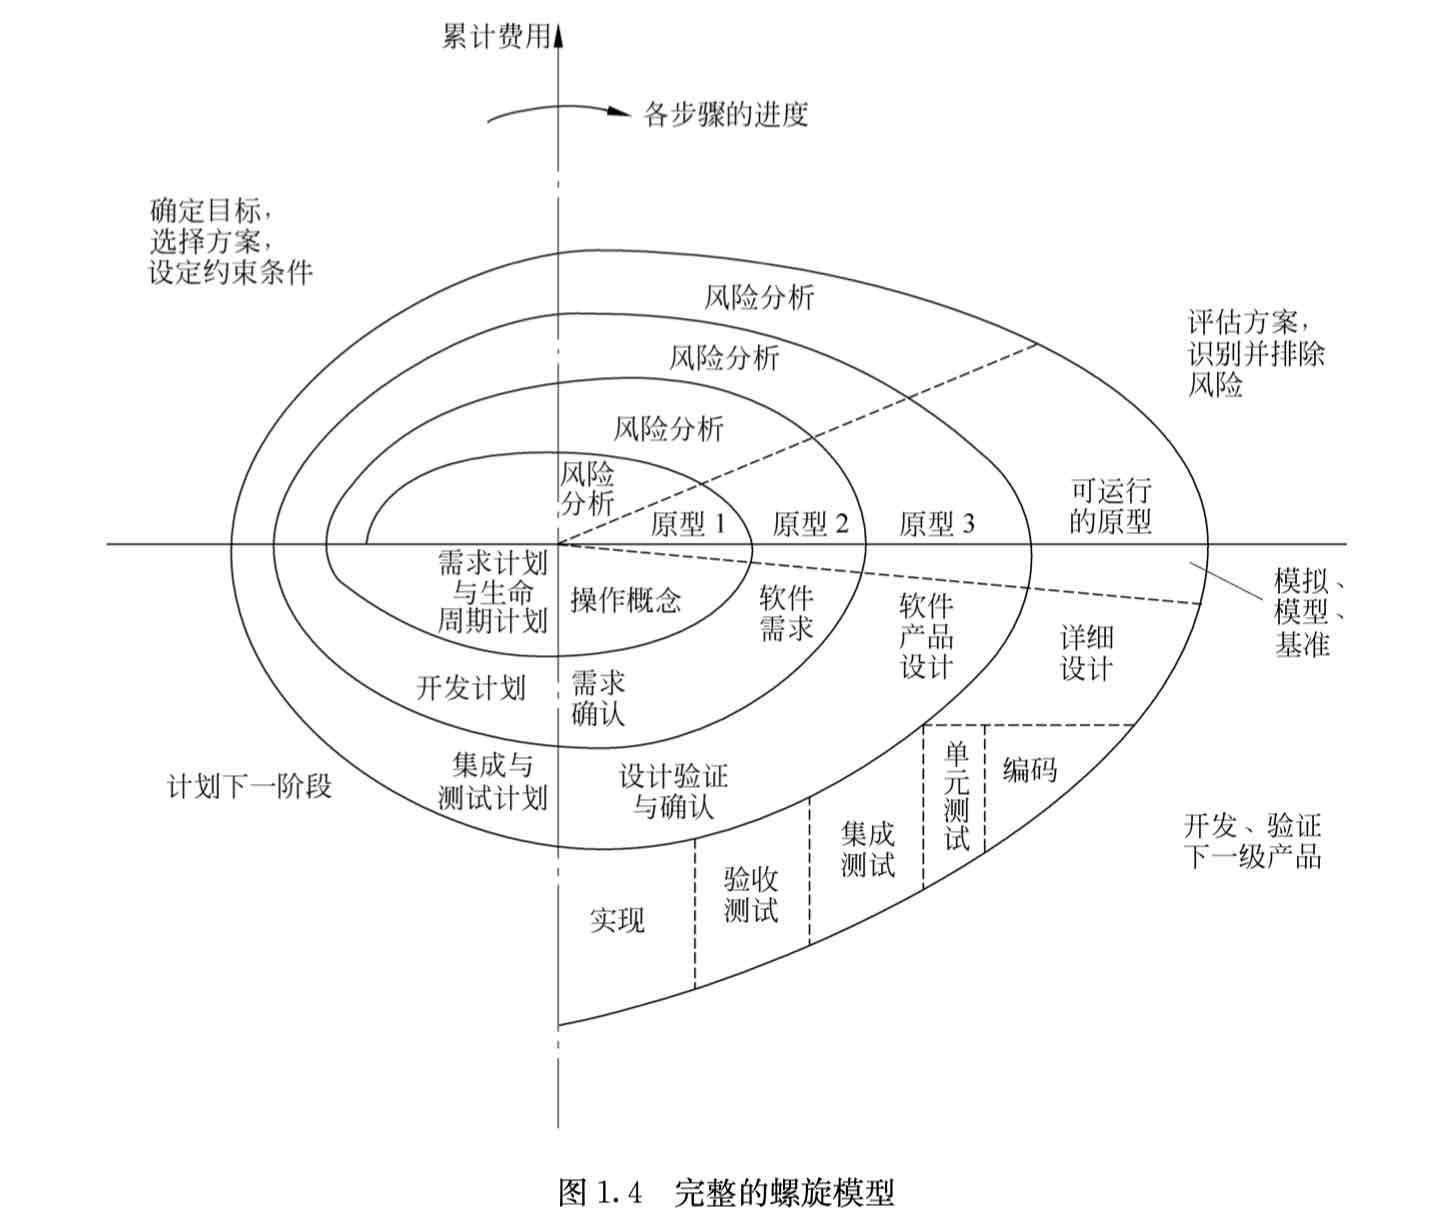 累计费用
各步骤的进度
确定目标，
选择方案，
设定约束条件
风险分析
评估方案，
识别并排除
风险
风险分析
风险分析
风险
分析
可运行
的原型
原型 1
原型 2
原型 3
需求计划
与生命
周期计划
操作概念
软件
需求
软件
产品
设计
详细
设计
模拟、
模型、
基准
开发计划
需求
确认
集成与
测试计划
设计验证
与确认
单
元
测
试
编码
计划下一阶段
集成
测试
开发、验证
下一级产品
验收
测试
实现
图 1.4 完整的螺旋模型